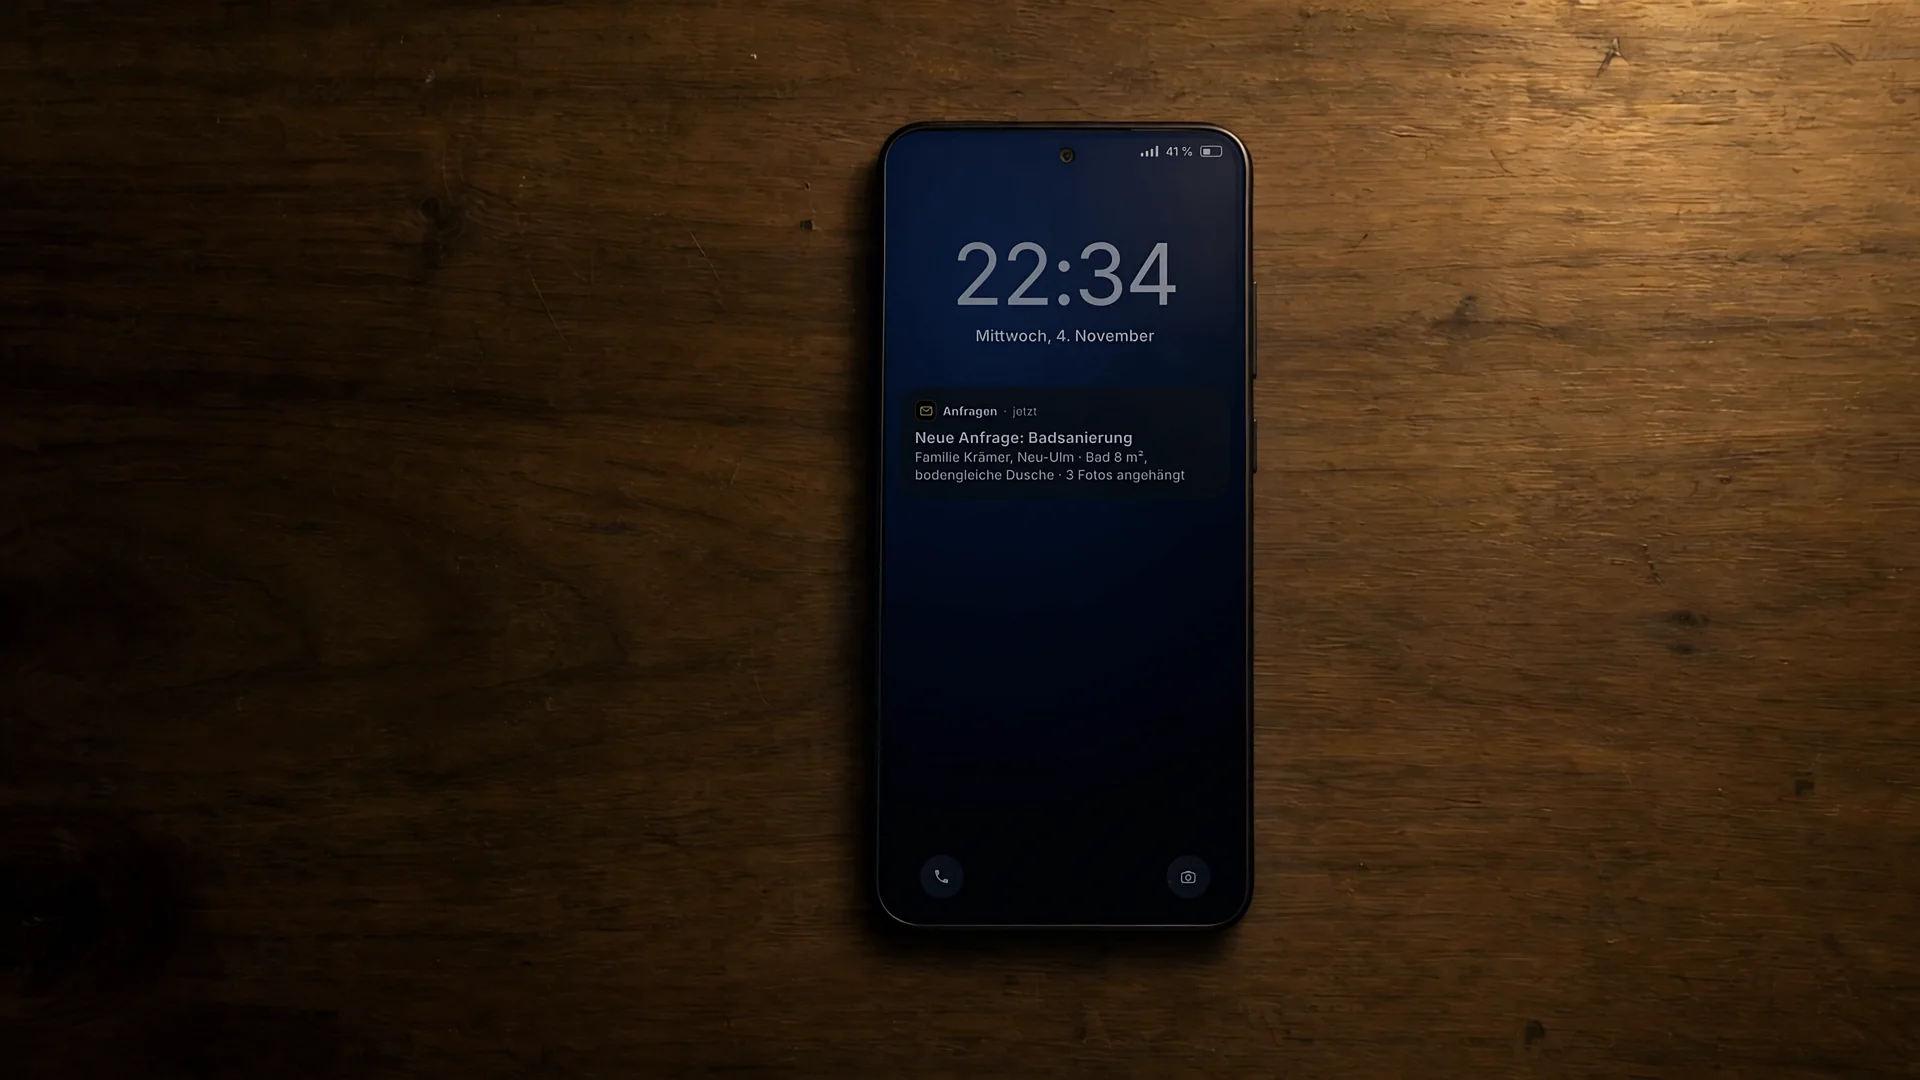 41 %
22:34
Mittwoch, 4. November
Anfragen · jetzt
Neue Anfrage: Badsanierung
Familie Krämer, Neu-Ulm · Bad 8 m²,
bodengleiche Dusche · 3 Fotos angehängt